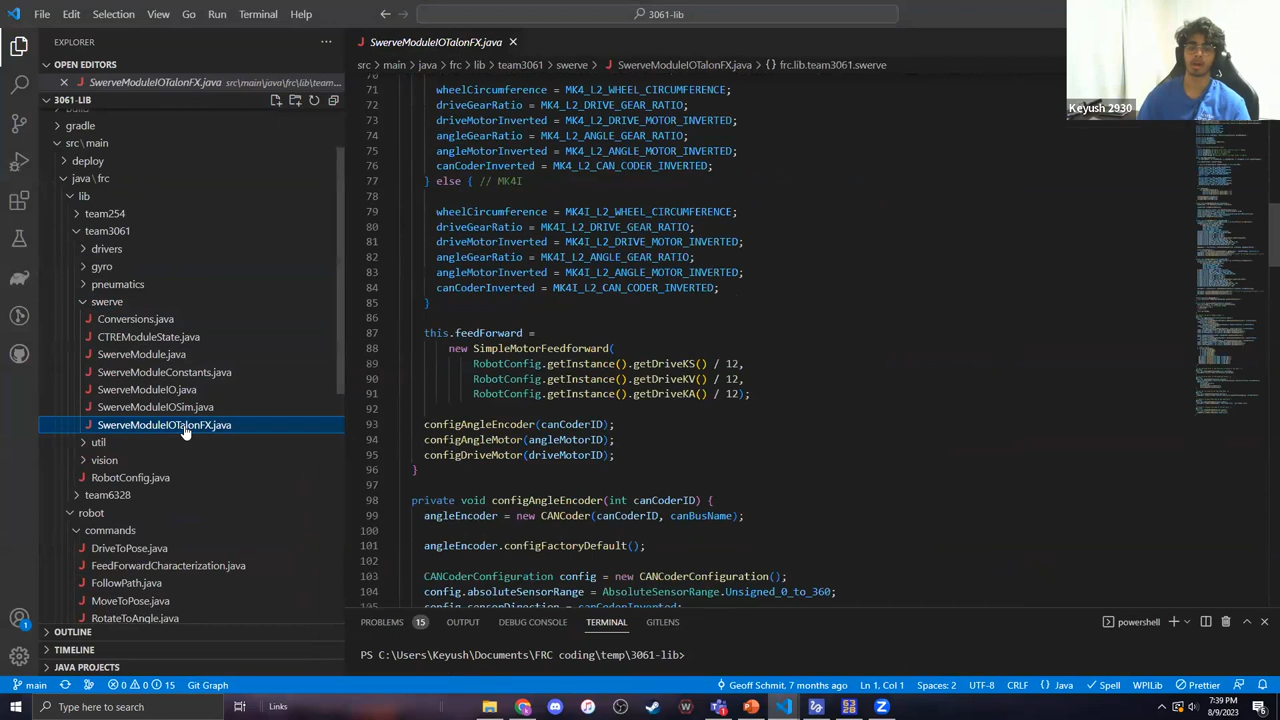 File Edit Selection View Go Run Terminal Help
3061-lib
EXPLORER
OPEN EDITORS
SwerveModuleIOTalonFX.java src\main\java\frc\lib\team...
3061-LIB
gradle
src\main
deploy
java\frc
lib
team254
team3061
drivers
gyro
pneumatics
swerve
Conversions.java
CTREModuleState.java
SwerveModule.java
SwerveModuleConstants.java
SwerveModuleIO.java
SwerveModuleIOSim.java
SwerveModuleIOTalonFX.java
util
vision
RobotConfig.java
team6328
robot
commands
DriveToPose.java
FeedForwardCharacterization.java
FollowPath.java
MoveToPose.java
RotateToAngle.java
OUTLINE
TIMELINE
JAVA PROJECTS
SwerveModuleIOTalonFX.java
src > main > java > frc > lib > team3061 > swerve > SwerveModuleIOTalonFX.java > {} frc.lib.team3061.swerve
70
71 wheelCircumference = MK4_L2_WHEEL_CIRCUMFERENCE;
72 driveGearRatio = MK4_L2_DRIVE_GEAR_RATIO;
73 driveMotorInverted = MK4_L2_DRIVE_MOTOR_INVERTED;
74 angleGearRatio = MK4_L2_ANGLE_GEAR_RATIO;
75 angleMotorInverted = MK4_L2_ANGLE_MOTOR_INVERTED;
76 canCoderInverted = MK4_L2_CAN_CODER_INVERTED;
77 } else { // MK4I
78
79 wheelCircumference = MK4I_L2_WHEEL_CIRCUMFERENCE;
80 driveGearRatio = MK4I_L2_DRIVE_GEAR_RATIO;
81 driveMotorInverted = MK4I_L2_DRIVE_MOTOR_INVERTED;
82 angleGearRatio = MK4I_L2_ANGLE_GEAR_RATIO;
83 angleMotorInverted = MK4I_L2_ANGLE_MOTOR_INVERTED;
84 canCoderInverted = MK4I_L2_CAN_CODER_INVERTED;
85 }
86
87 this.feedForward =
88 new SimpleMotorFeedforward(
89 RobotConfig.getInstance().getDriveKS() / 12,
90 RobotConfig.getInstance().getDriveKV() / 12,
91 RobotConfig.getInstance().getDriveKA() / 12);
92
93 configAngleEncoder(canCoderID);
94 configAngleMotor(angleMotorID);
95 configDriveMotor(driveMotorID);
96 }
97
98 private void configAngleEncoder(int canCoderID) {
99 angleEncoder = new CANCoder(canCoderID, canBusName);
100
101 angleEncoder.configFactoryDefault();
102
103 CANCoderConfiguration config = new CANCoderConfiguration();
104 config.absoluteSensorRange = AbsoluteSensorRange.Unsigned_0_to_360;
105 config.sensorDirection = canCoderInverted;
Keyush 2930
PROBLEMS 15 OUTPUT DEBUG CONSOLE TERMINAL GITLENS
powershell
PS C:\Users\Keyush\Documents\FRC coding\temp\3061-lib>
main 0 0 15 Git Graph Geoff Schmit, 7 months ago Ln 1, Col 1 Spaces: 2 UTF-8 CRLF {} Java Spell WPILib Prettier
Type here to search
Links
7:39 PM
8/9/2023